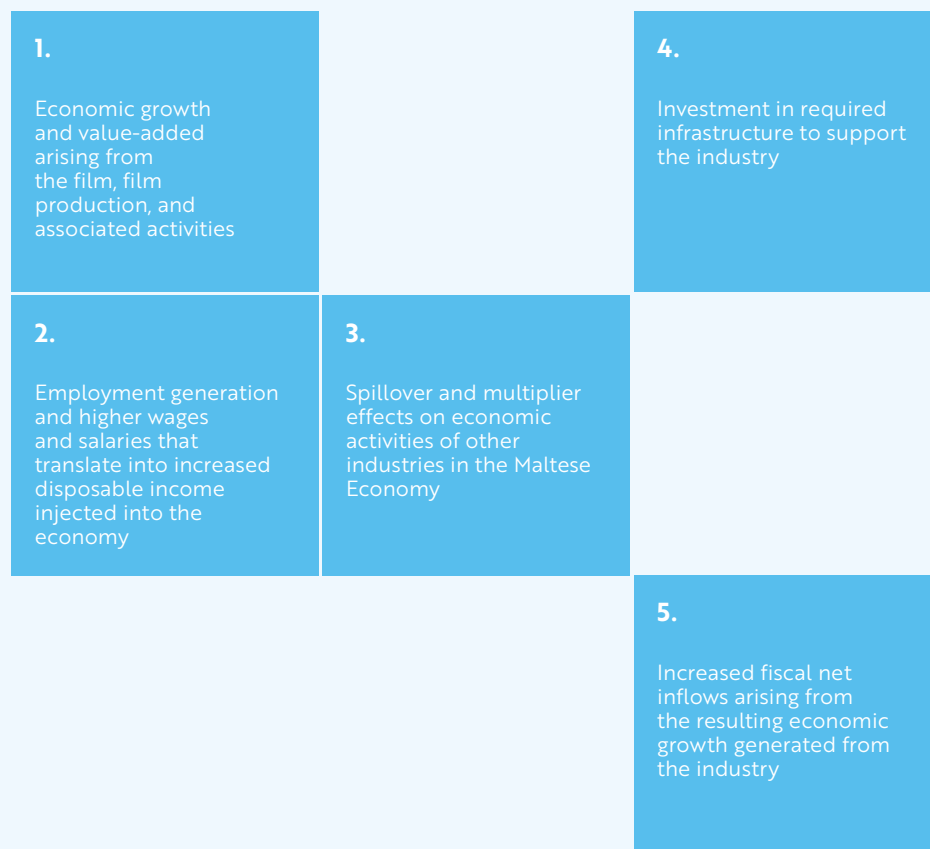 1.
Economic growth
and value-added
arising from
the film, film
production, and
associated activities
2.
Employment generation
and higher wages
and salaries that
translate into increased
disposable income
injected into the
economy
3.
Spillover and multiplier
effects on economic
activities of other
industries in the Maltese
Economy
4.
Investment in required
infrastructure to support
the industry
5.
Increased fiscal net
inflows arising from
the resulting economic
growth generated from
the industry